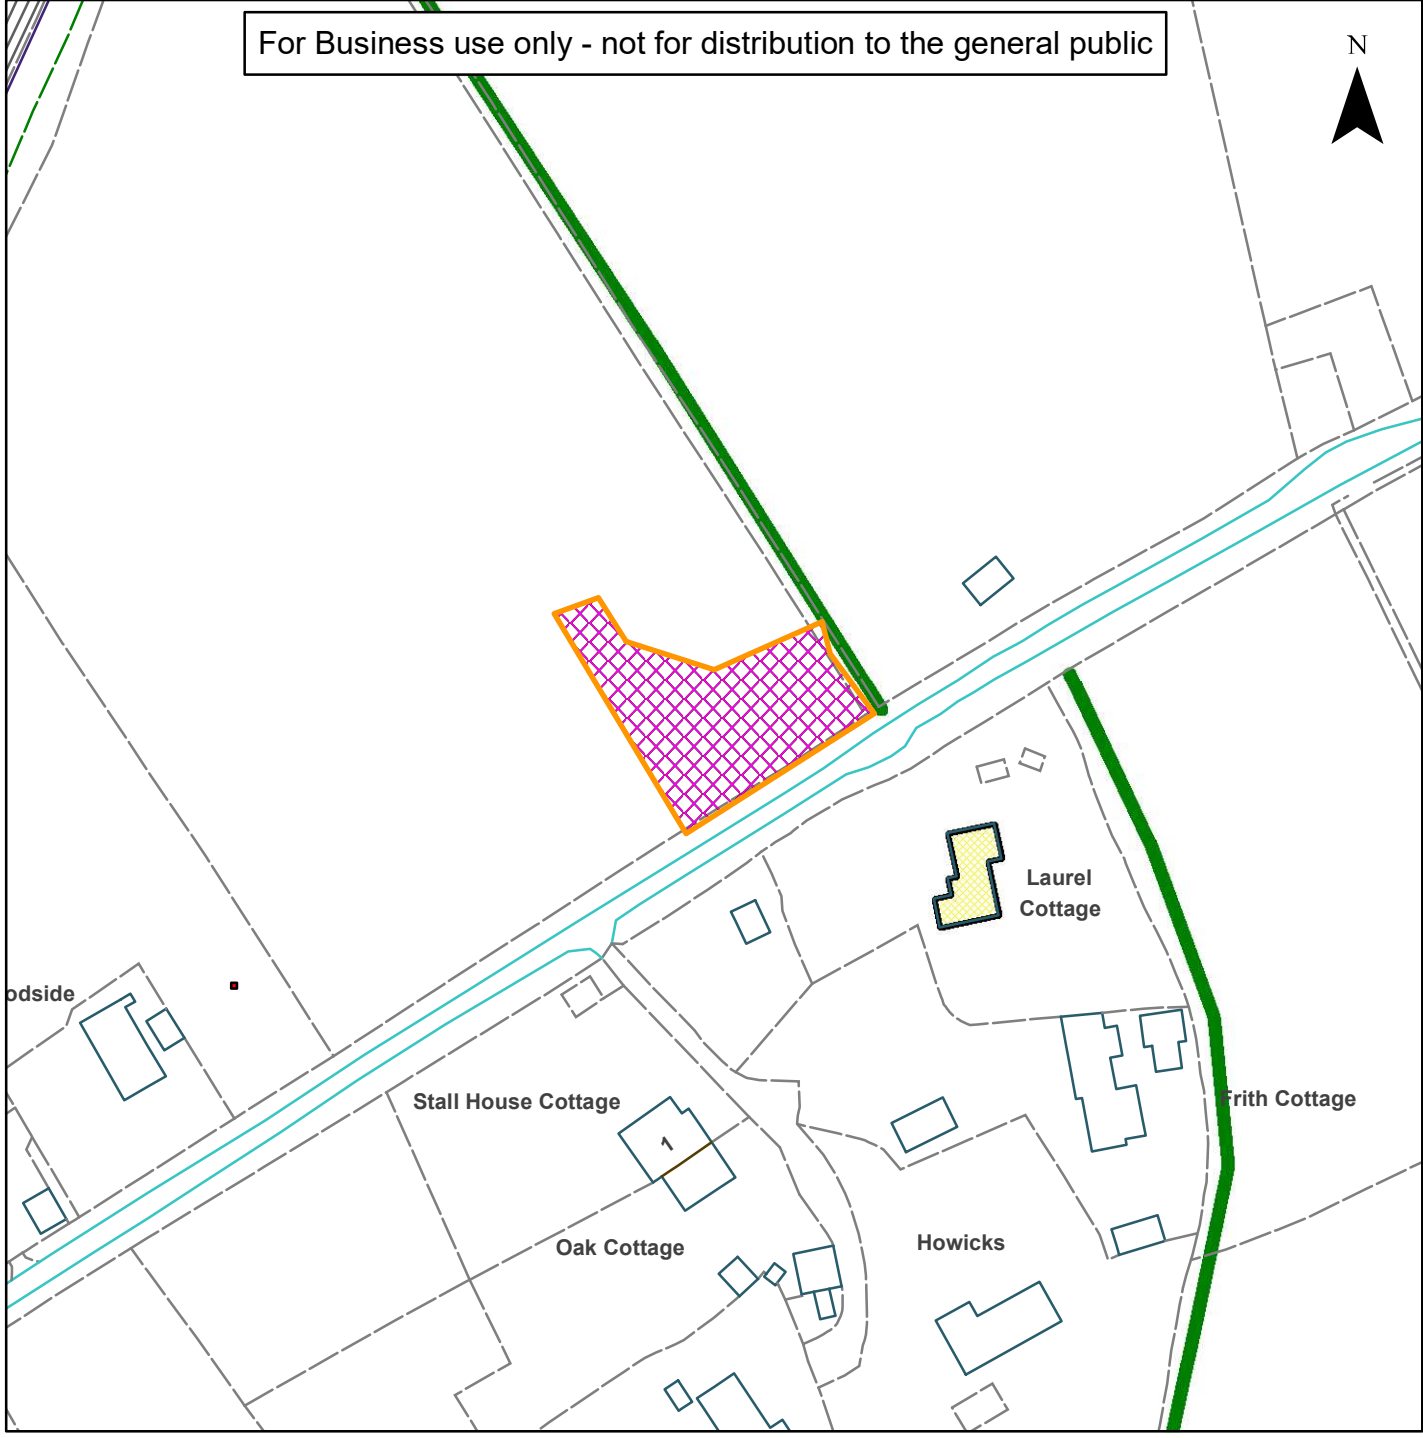 For Business use only - not for distribution to the general public
N
Laurel
Cottage
odside
Stall House Cottage
Frith Cottage
1
Oak Cottage
Howicks